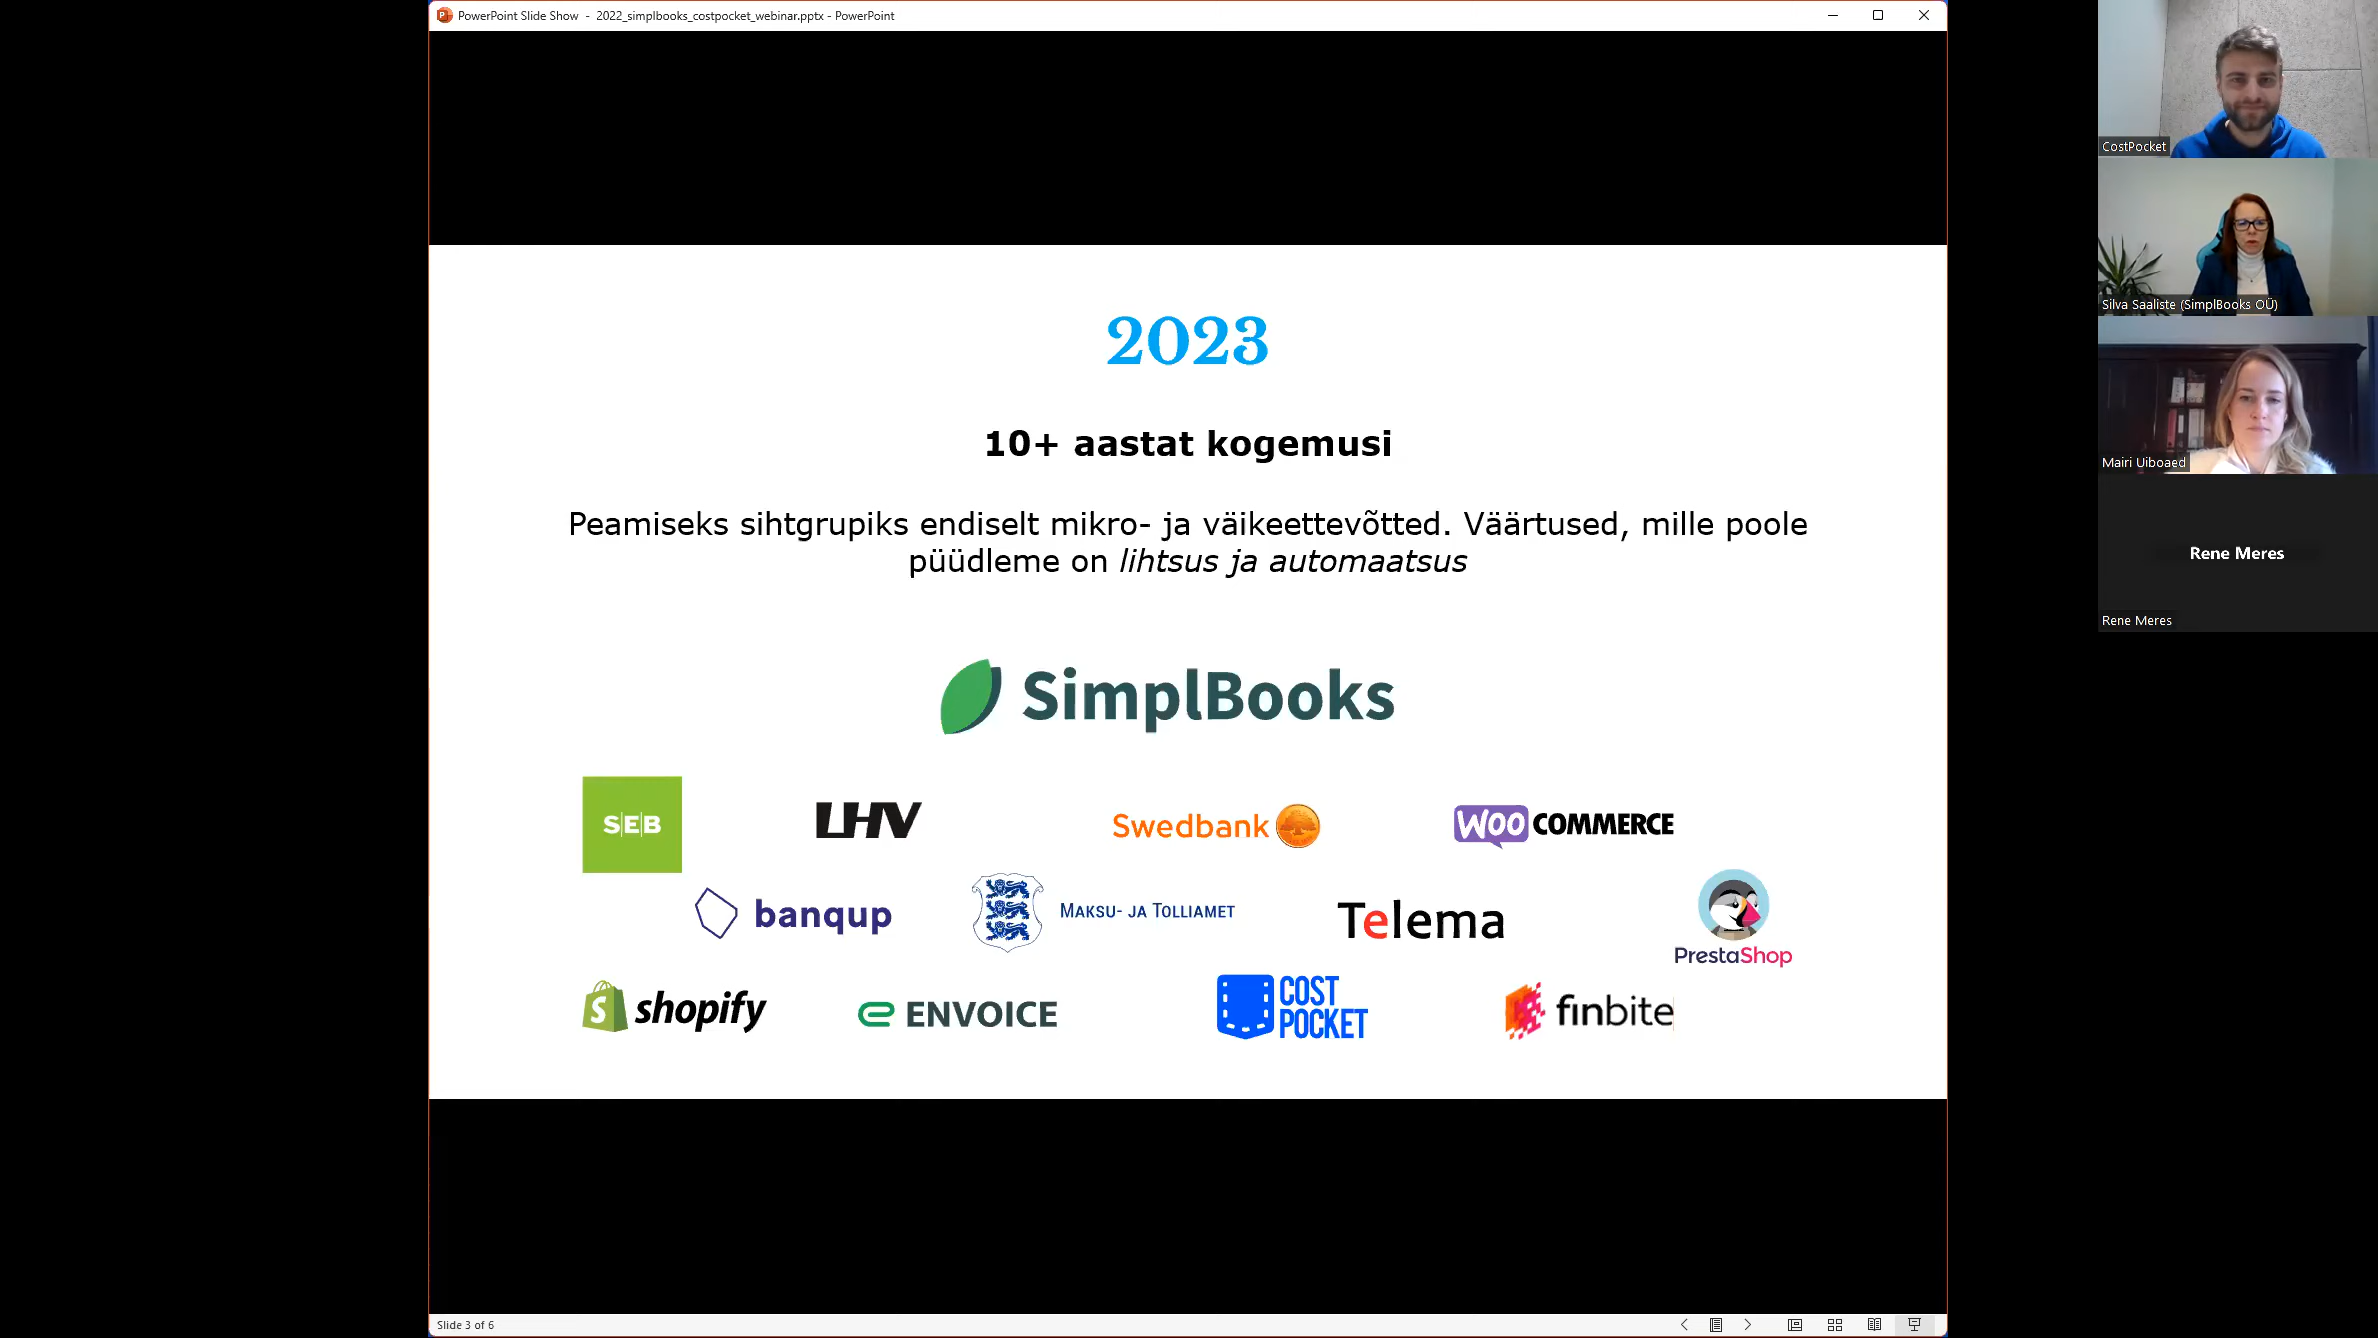 PowerPoint Slide Show - 2022_simplbooks_costpocket_webinar.pptx - PowerPoint
2023
10+ aastat kogemusi
Peamiseks sihtgrupiks endiselt mikro- ja väikeettevõtted. Väärtused, mille poole
püüdleme on lihtsus ja automaatsus
SimplBooks
S|E|B
LHV
Swedbank
WOO COMMERCE
banqup
MAKSU- JA TOLLIAMET
Telema
PrestaShop
shopify
ENVOICE
COST
POCKET
finbite
Slide 3 of 6
CostPocket
Silva Saaliste (SimplBooks OÜ)
Mairi Uiboaed
Rene Meres
Rene Meres